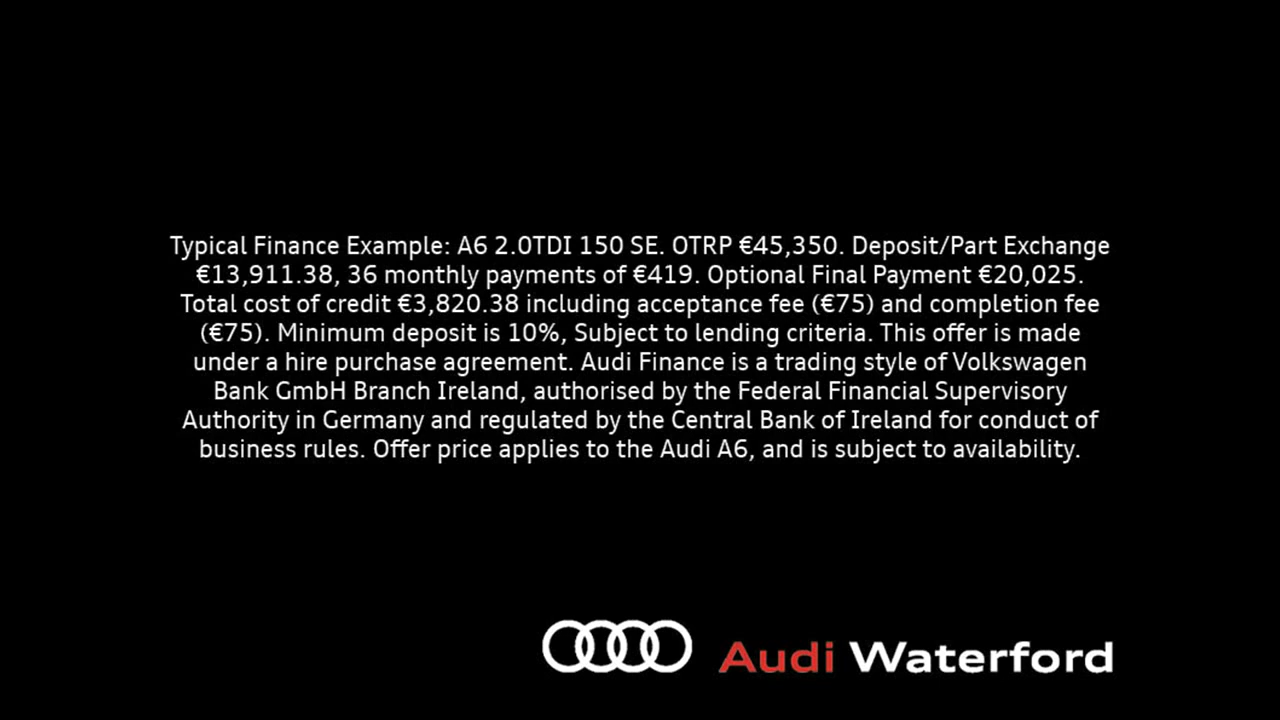 Typical Finance Example: A6 2.0TDI 150 SE. OTRP €45,350. Deposit/Part Exchange
€13,911.38, 36 monthly payments of €419. Optional Final Payment €20,025.
Total cost of credit €3,820.38 including acceptance fee (€75) and completion fee
(€75). Minimum deposit is 10%, Subject to lending criteria. This offer is made
under a hire purchase agreement. Audi Finance is a trading style of Volkswagen
Bank GmbH Branch Ireland, authorised by the Federal Financial Supervisory
Authority in Germany and regulated by the Central Bank of Ireland for conduct of
business rules. Offer price applies to the Audi A6, and is subject to availability.
Audi Waterford